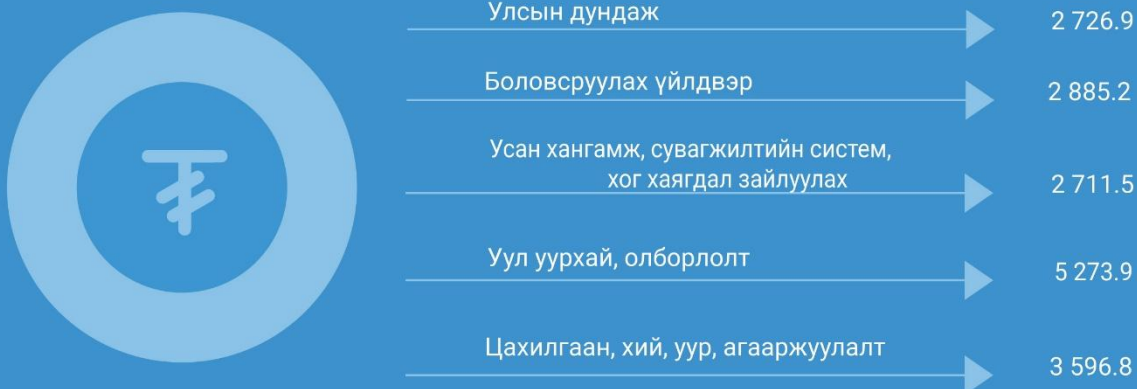 Улсын дундаж 2 726.9
Боловсруулах үйлдвэр 2 885.2
Усан хангамж, сувагжилтийн систем,
хог хаягдал зайлуулах 2 711.5
Уул уурхай, олборлолт 5 273.9
Цахилгаан, хий, уур, агааржуулалт 3 596.8
₮